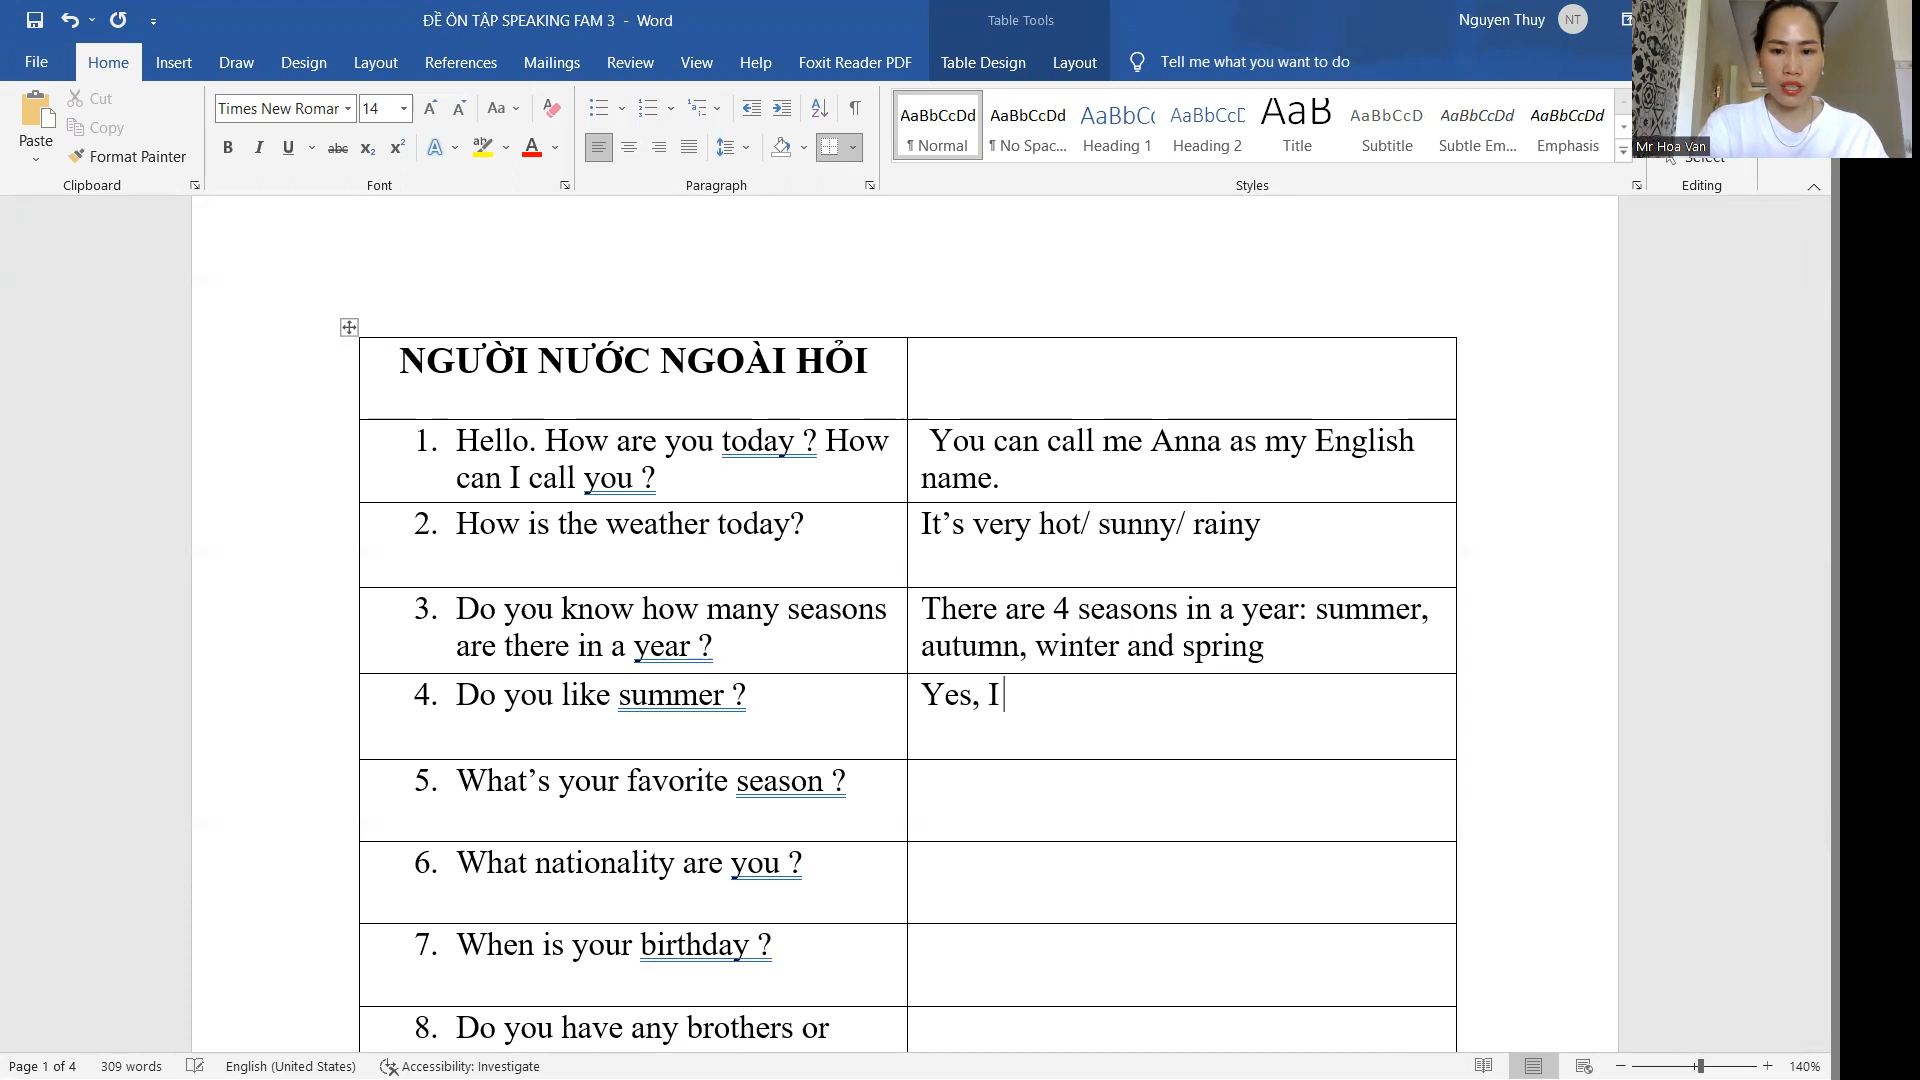 ĐỀ ÔN TẬP SPEAKING FAM 3 - Word
Table Tools
Nguyen Thuy
NT
File
Home
Insert
Draw
Design
Layout
References
Mailings
Review
View
Help
Foxit Reader PDF
Table Design
Layout
Tell me what you want to do
Paste
Cut
Copy
Format Painter
Clipboard
Times New Romar
14
Font
Paragraph
AaBbCcDd
¶ Normal
AaBbCcDd
¶ No Spac...
AaBbC(
Heading 1
AaBbCcE
Heading 2
AaB
Title
AaBbCcD
Subtitle
AaBbCcDd
Subtle Em...
AaBbCcDd
Emphasis
Styles
Select
Editing
Mr Hoa Van
NGƯỜI NƯỚC NGOÀI HỎI
1. Hello. How are you today ? How
can I call you ?
You can call me Anna as my English
name.
2. How is the weather today?
It’s very hot/ sunny/ rainy
3. Do you know how many seasons
are there in a year ?
There are 4 seasons in a year: summer,
autumn, winter and spring
4. Do you like summer ?
Yes, I
5. What’s your favorite season ?
6. What nationality are you ?
7. When is your birthday ?
8. Do you have any brothers or
Page 1 of 4
309 words
English (United States)
Accessibility: Investigate
140%